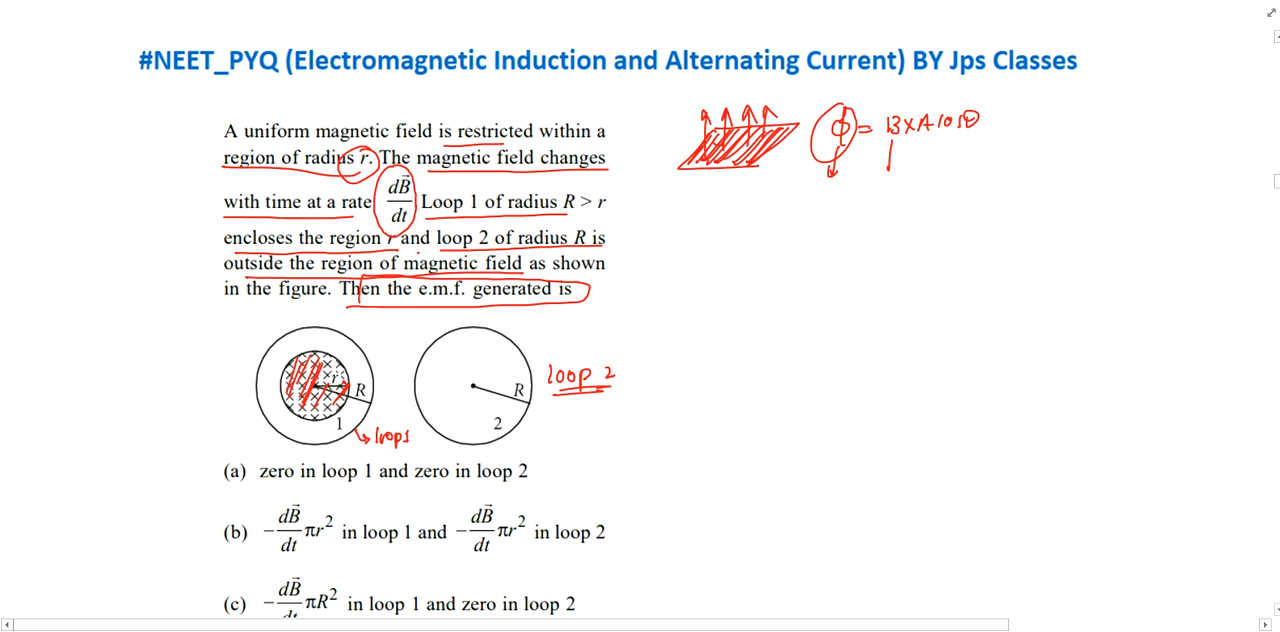 #NEET_PYQ (Electromagnetic Induction and Alternating Current) BY Jps Classes
A uniform magnetic field is restricted within a
region of radius r. The magnetic field changes
with time at a rate dB⃗/dt Loop 1 of radius R > r
encloses the region r and loop 2 of radius R is
outside the region of magnetic field as shown
in the figure. Then the e.m.f. generated is
ϕ = B×A cosθ
r
R
1
loops
R
2
loop 2
(a) zero in loop 1 and zero in loop 2
(b) −dB⃗/dt πr² in loop 1 and −dB⃗/dt πr² in loop 2
(c) −dB⃗/dt πR² in loop 1 and zero in loop 2